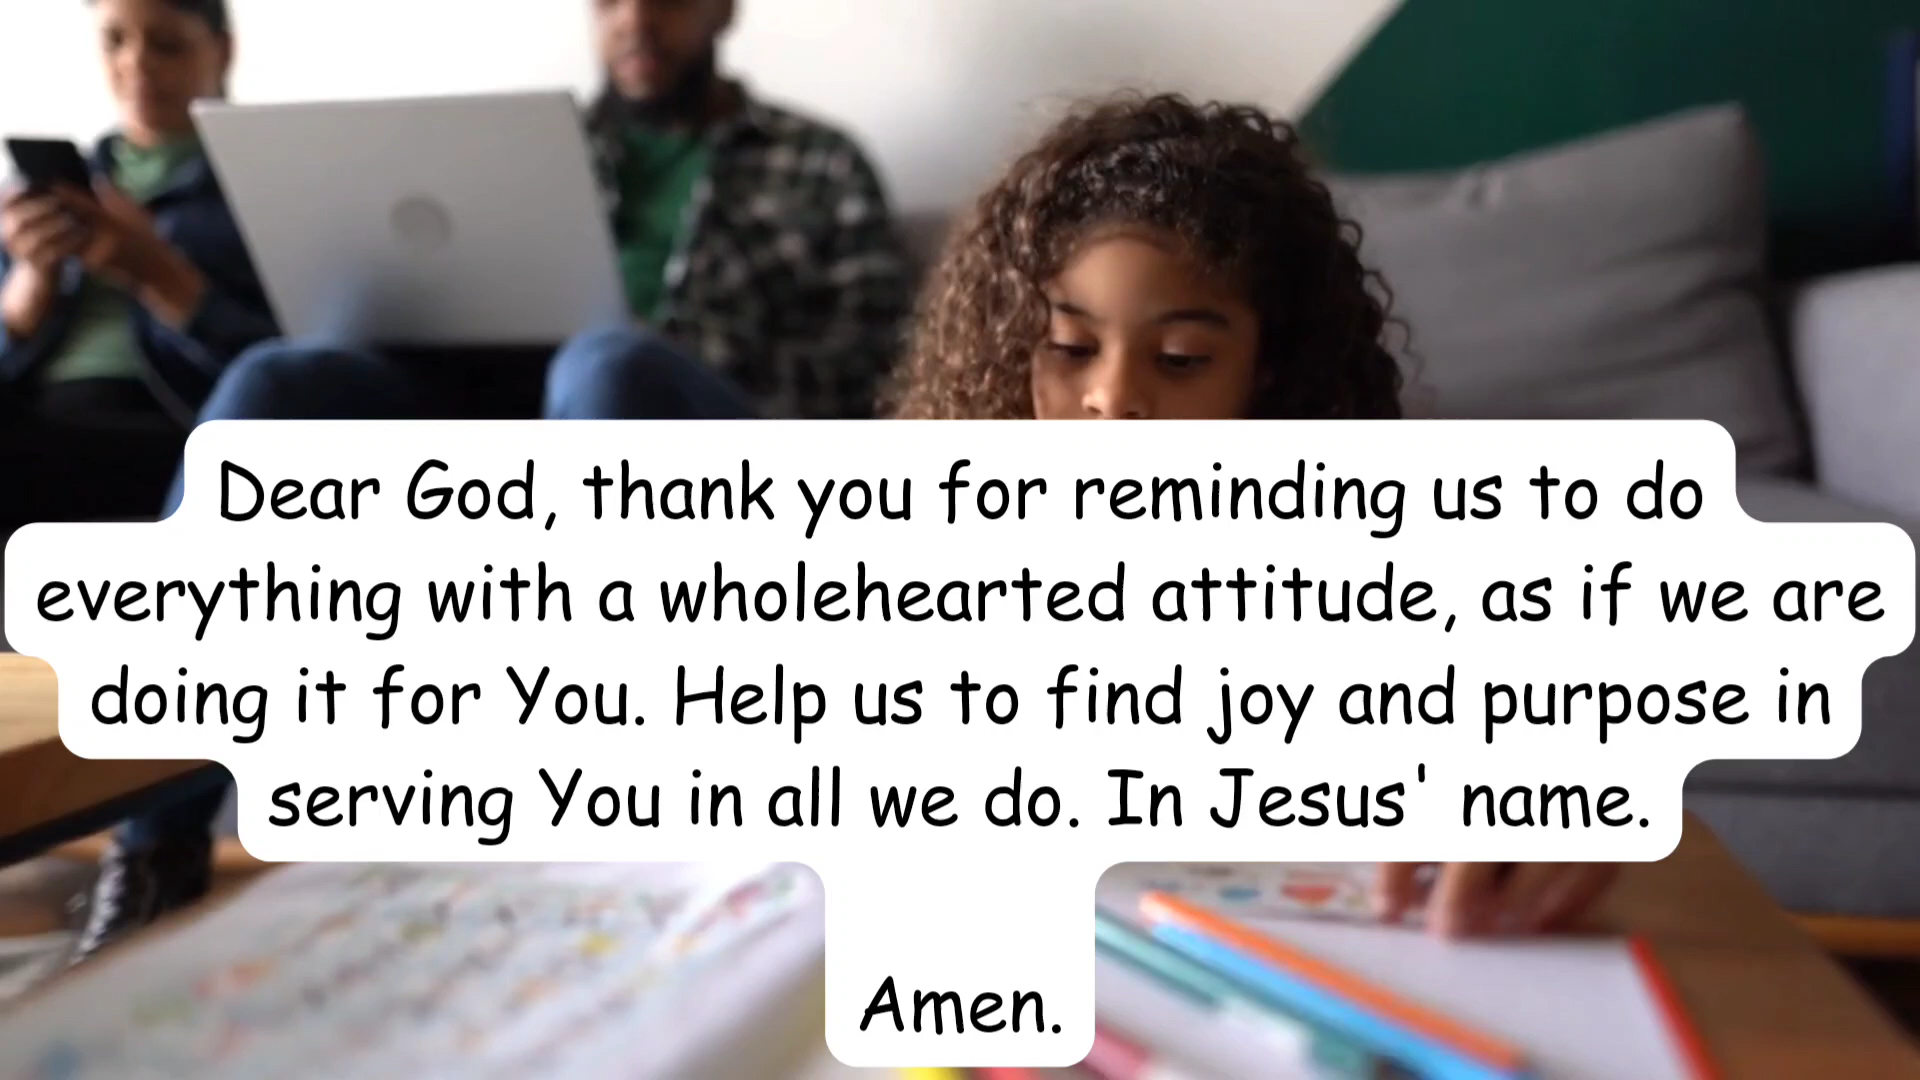 Dear God, thank you for reminding us to do
everything with a wholehearted attitude, as if we are
doing it for You. Help us to find joy and purpose in
serving You in all we do. In Jesus' name.
Amen.